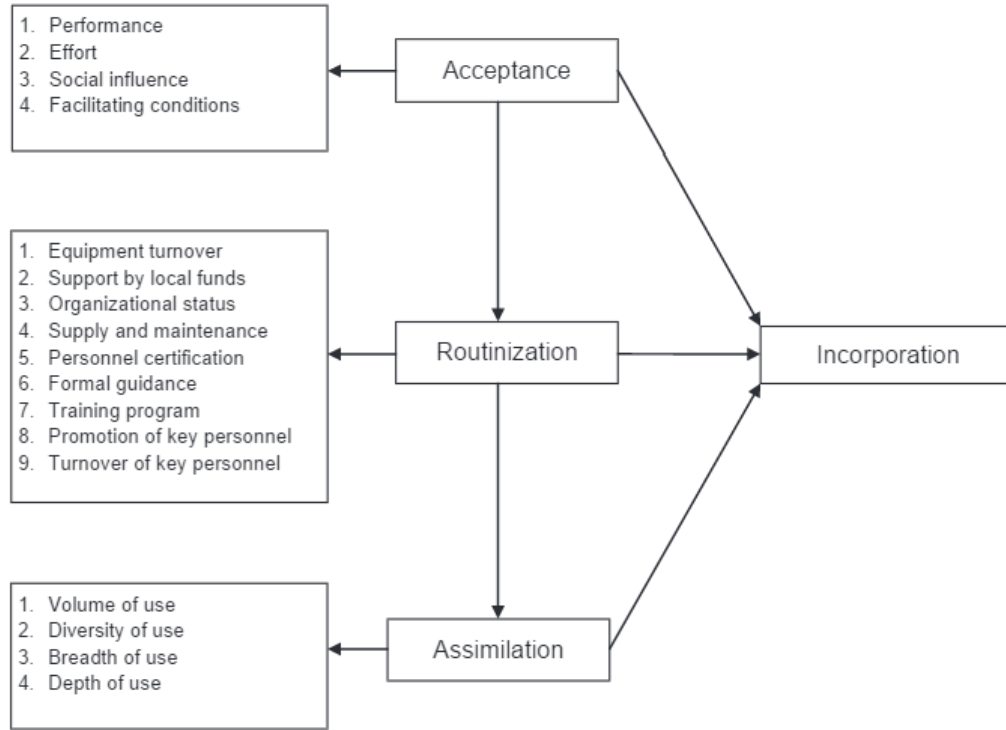 1. Performance
2. Effort
3. Social influence
4. Facilitating conditions
Acceptance
1. Equipment turnover
2. Support by local funds
3. Organizational status
4. Supply and maintenance
5. Personnel certification
6. Formal guidance
7. Training program
8. Promotion of key personnel
9. Turnover of key personnel
Routinization
Incorporation
1. Volume of use
2. Diversity of use
3. Breadth of use
4. Depth of use
Assimilation